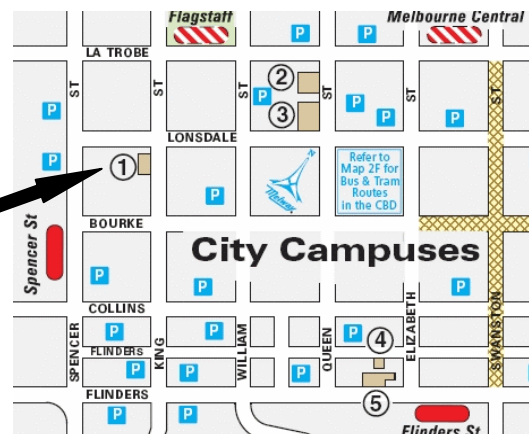 Flagstaff
Melbourne Central
P
P
LA TROBE
ST
ST
ST
ST
ST
ST
2
P
P
P
P
3
P
LONSDALE
P
1
N
Refer to
Map 2F for
Bus & Tram
Routes
in the CBD
P
Melway
BOURKE
Spencer St
City Campuses
P
P
P
COLLINS
SPENCER
KING
WILLIAM
QUEEN
ELIZABETH
SWANSTON
P
P
P
4
FLINDERS
P
P
P
FLINDERS
5
P
P
Flinders St